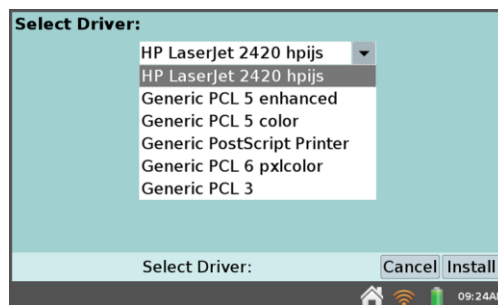 Select Driver:
HP LaserJet 2420 hpijs
HP LaserJet 2420 hpijs
Generic PCL 5 enhanced
Generic PCL 5 color
Generic PostScript Printer
Generic PCL 6 pxlcolor
Generic PCL 3
Select Driver: Cancel Install
09:24A